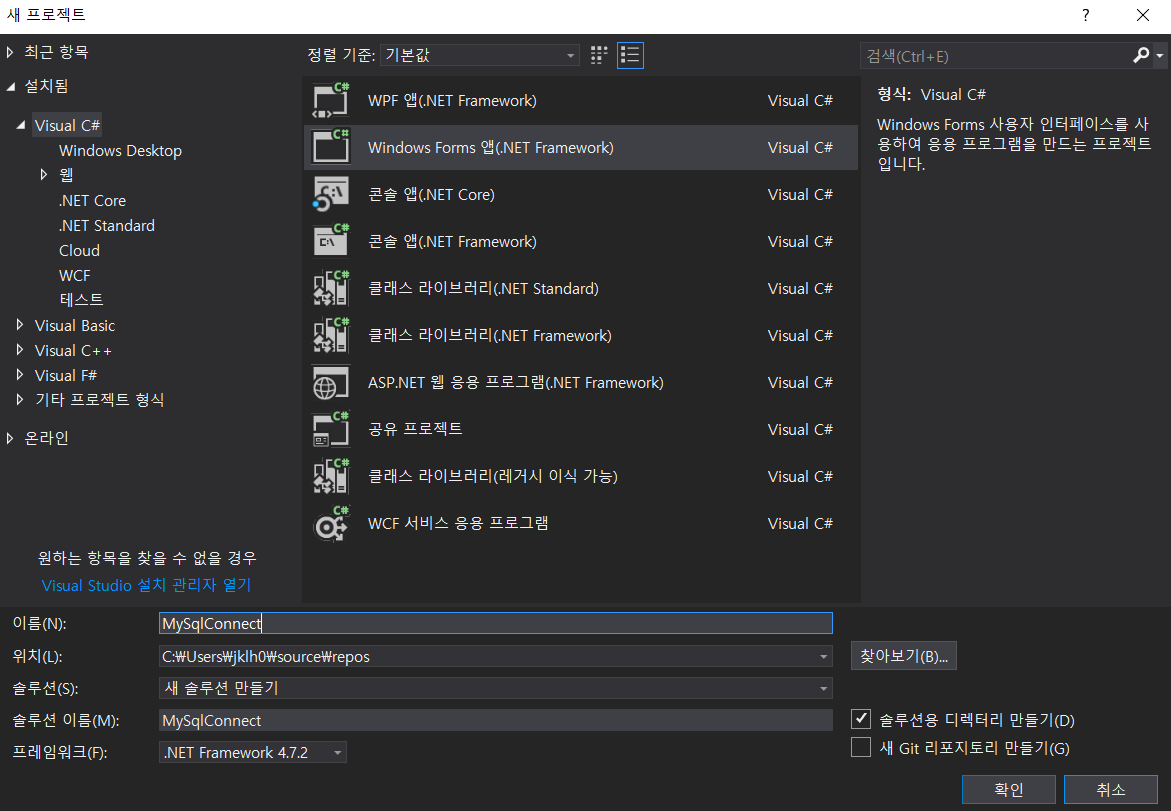 새 프로젝트
최근 항목
설치됨
Visual C#
Windows Desktop
웹
.NET Core
.NET Standard
Cloud
WCF
테스트
Visual Basic
Visual C++
Visual F#
기타 프로젝트 형식
온라인
원하는 항목을 찾을 수 없을 경우
Visual Studio 설치 관리자 열기
정렬 기준: 기본값
WPF 앱(.NET Framework) Visual C#
Windows Forms 앱(.NET Framework) Visual C#
콘솔 앱(.NET Core) Visual C#
콘솔 앱(.NET Framework) Visual C#
클래스 라이브러리(.NET Standard) Visual C#
클래스 라이브러리(.NET Framework) Visual C#
ASP.NET 웹 응용 프로그램(.NET Framework) Visual C#
공유 프로젝트 Visual C#
클래스 라이브러리(레거시 이식 가능) Visual C#
WCF 서비스 응용 프로그램 Visual C#
검색(Ctrl+E)
형식: Visual C#
Windows Forms 사용자 인터페이스를 사
용하여 응용 프로그램을 만드는 프로젝트
입니다.
이름(N): MySqlConnect
위치(L): C:₩Users₩jklh0₩source₩repos 찾아보기(B)...
솔루션(S): 새 솔루션 만들기
솔루션 이름(M): MySqlConnect 솔루션용 디렉터리 만들기(D)
프레임워크(F): .NET Framework 4.7.2 새 Git 리포지토리 만들기(G)
확인 취소